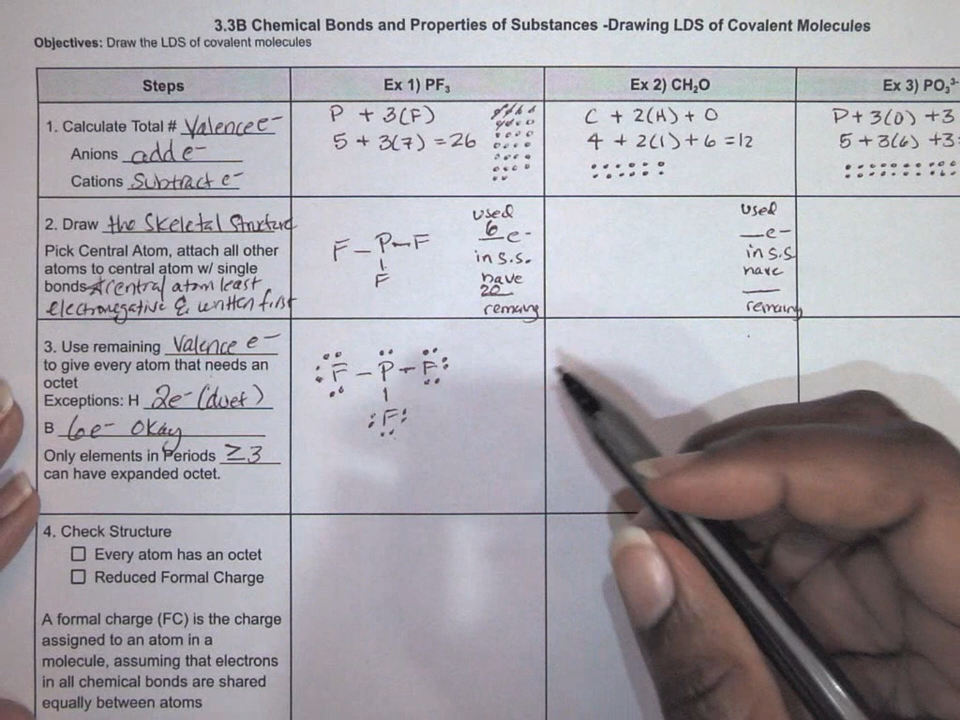 3.3B Chemical Bonds and Properties of Substances -Drawing LDS of Covalent Molecules
Objectives: Draw the LDS of covalent molecules
Steps
Ex 1) PF₃
Ex 2) CH₂O
Ex 3) PO₃³⁻
1. Calculate Total # Valence e-
Anions add e-
Cations Subtract e-
P + 3(F)
5 + 3(7) = 26
C + 2(H) + O
4 + 2(1) + 6 = 12
P + 3(O) + 3
5 + 3(6) + 3 =
2. Draw the Skeletal Structure
Pick Central Atom, attach all other
atoms to central atom w/ single
bonds * central atom least
electronegative & written first
F – P – F
F
used
6 e-
in s.s.
have
20
remaing
used
__ e-
in s.s
have
__
remaing
3. Use remaining Valence e-
to give every atom that needs an
octet
Exceptions: H 2e- (duet)
B 6e- Okay
Only elements in Periods ≥3
can have expanded octet.
F – P – F
F
4. Check Structure
☐ Every atom has an octet
☐ Reduced Formal Charge
A formal charge (FC) is the charge
assigned to an atom in a
molecule, assuming that electrons
in all chemical bonds are shared
equally between atoms